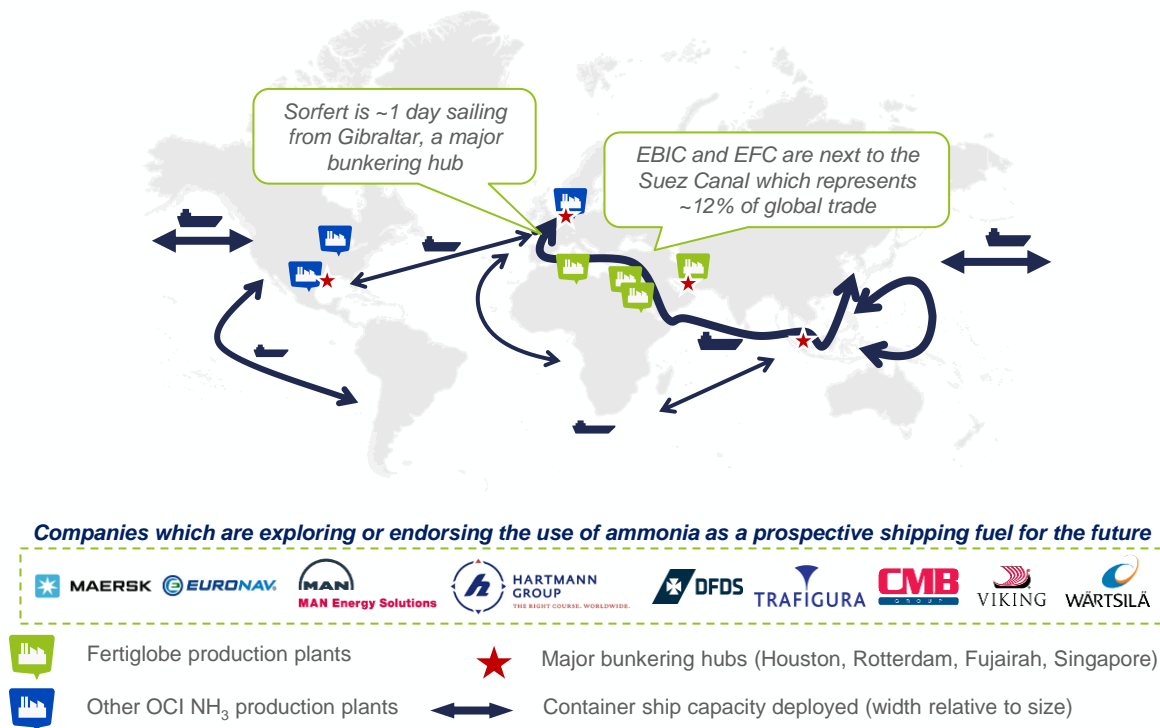 Sorfert is ~1 day sailing
from Gibraltar, a major
bunkering hub
EBIC and EFC are next to the
Suez Canal which represents
~12% of global trade
Companies which are exploring or endorsing the use of ammonia as a prospective shipping fuel for the future
MAERSK
EURONAV
MAN
MAN Energy Solutions
h
HARTMANN
GROUP
THE RIGHT COURSE. WORLDWIDE.
DFDS
TRAFIGURA
CMB
GROUP
VIKING
WÄRTSILÄ
Fertiglobe production plants
Major bunkering hubs (Houston, Rotterdam, Fujairah, Singapore)
Other OCI NH₃ production plants
Container ship capacity deployed (width relative to size)